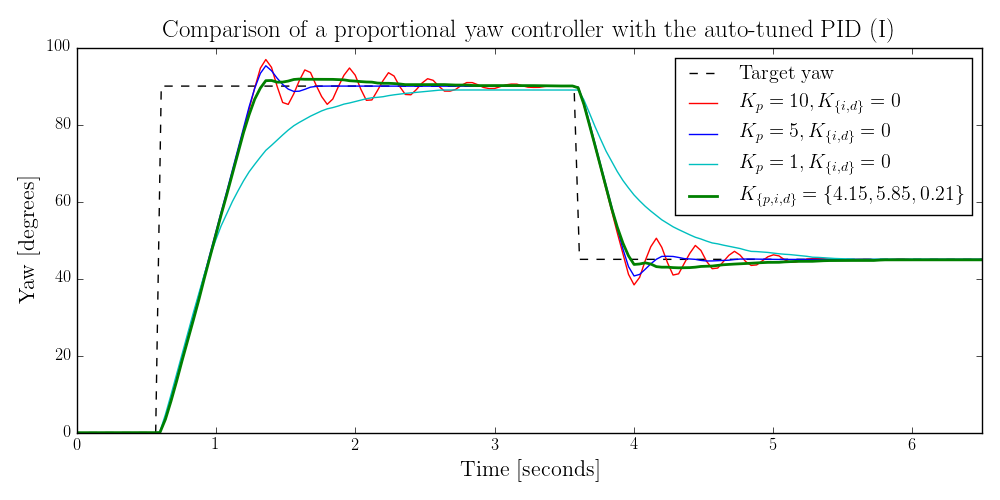 Comparison of a proportional yaw controller with the auto-tuned PID (I)
100
80
60
40
20
0
Yaw [degrees]
Target yaw
K_p = 10, K_{i,d} = 0
K_p = 5, K_{i,d} = 0
K_p = 1, K_{i,d} = 0
K_{p,i,d} = {4.15, 5.85, 0.21}
0 1 2 3 4 5 6
Time [seconds]